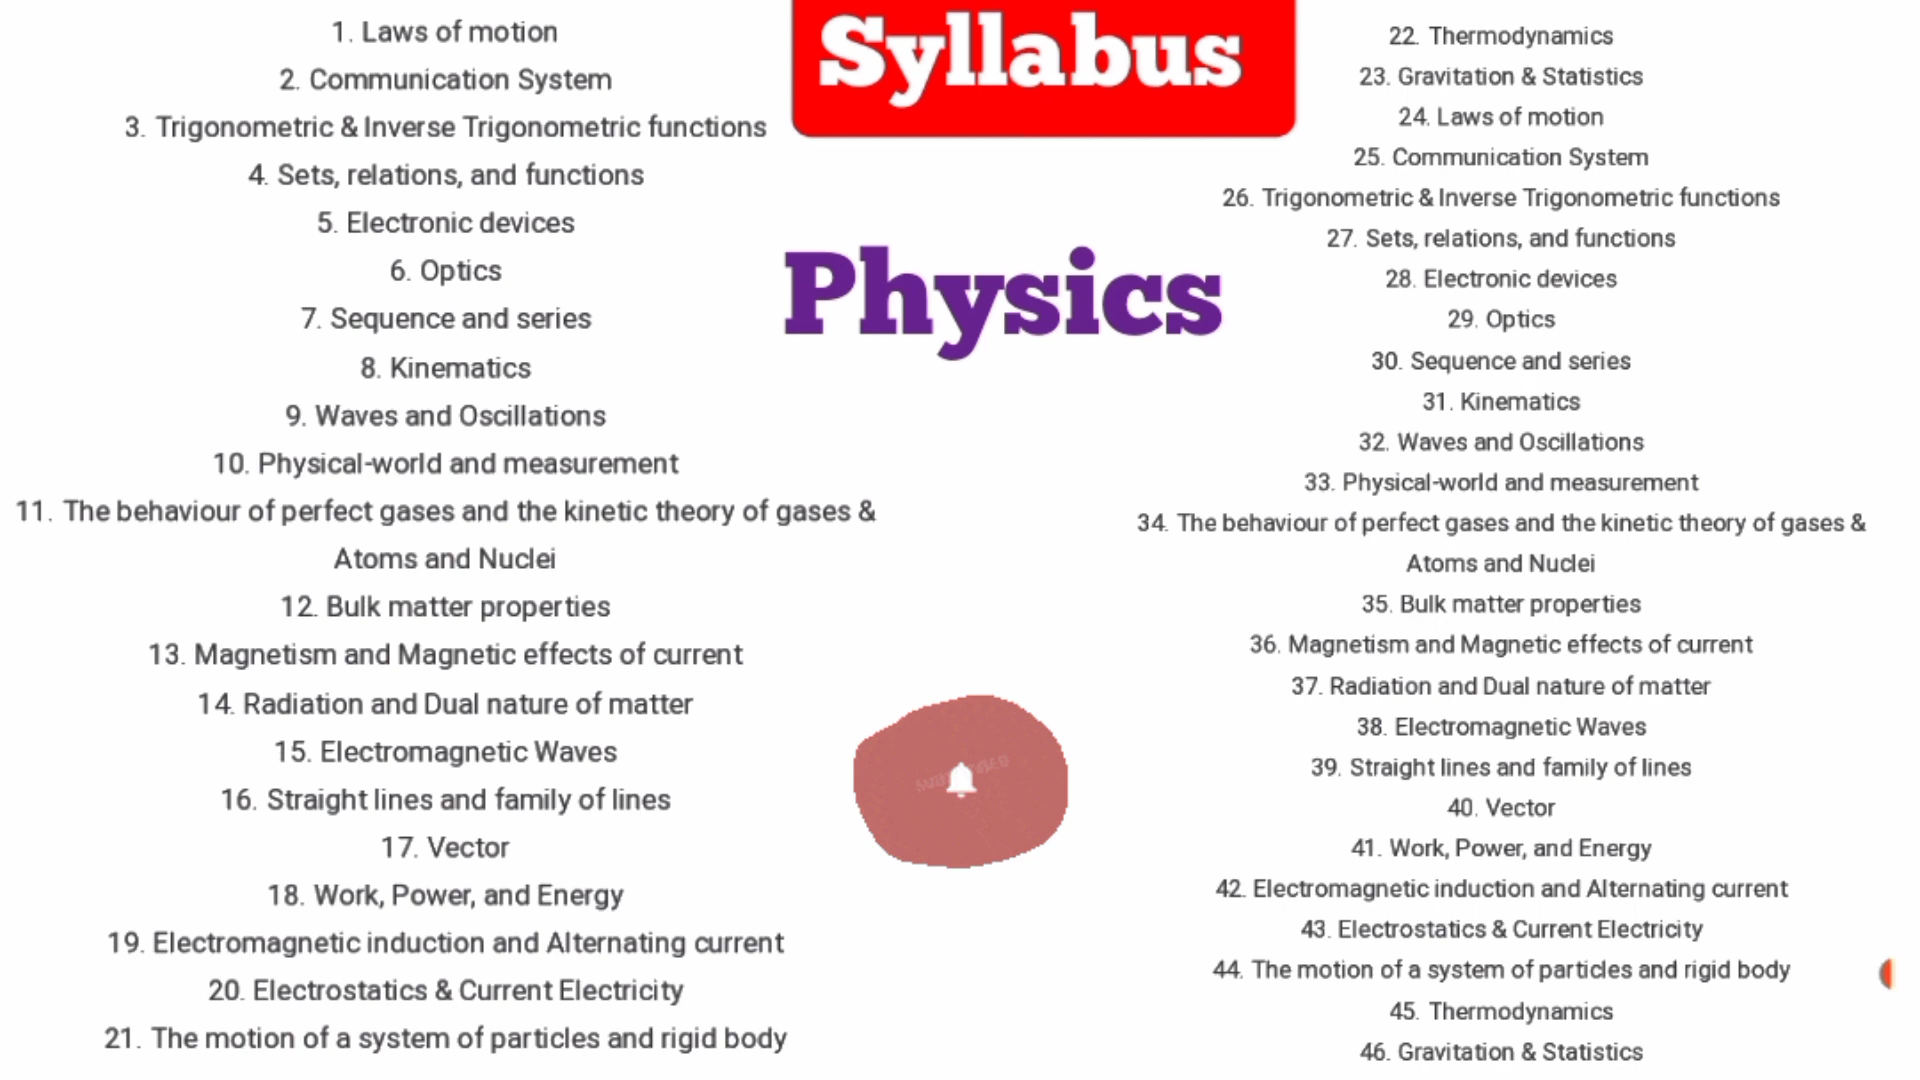 Syllabus
Physics
1. Laws of motion
2. Communication System
3. Trigonometric & Inverse Trigonometric functions
4. Sets, relations, and functions
5. Electronic devices
6. Optics
7. Sequence and series
8. Kinematics
9. Waves and Oscillations
10. Physical-world and measurement
11. The behaviour of perfect gases and the kinetic theory of gases &
Atoms and Nuclei
12. Bulk matter properties
13. Magnetism and Magnetic effects of current
14. Radiation and Dual nature of matter
15. Electromagnetic Waves
16. Straight lines and family of lines
17. Vector
18. Work, Power, and Energy
19. Electromagnetic induction and Alternating current
20. Electrostatics & Current Electricity
21. The motion of a system of particles and rigid body
22. Thermodynamics
23. Gravitation & Statistics
24. Laws of motion
25. Communication System
26. Trigonometric & Inverse Trigonometric functions
27. Sets, relations, and functions
28. Electronic devices
29. Optics
30. Sequence and series
31. Kinematics
32. Waves and Oscillations
33. Physical-world and measurement
34. The behaviour of perfect gases and the kinetic theory of gases &
Atoms and Nuclei
35. Bulk matter properties
36. Magnetism and Magnetic effects of current
37. Radiation and Dual nature of matter
38. Electromagnetic Waves
39. Straight lines and family of lines
40. Vector
41. Work, Power, and Energy
42. Electromagnetic induction and Alternating current
43. Electrostatics & Current Electricity
44. The motion of a system of particles and rigid body
45. Thermodynamics
46. Gravitation & Statistics